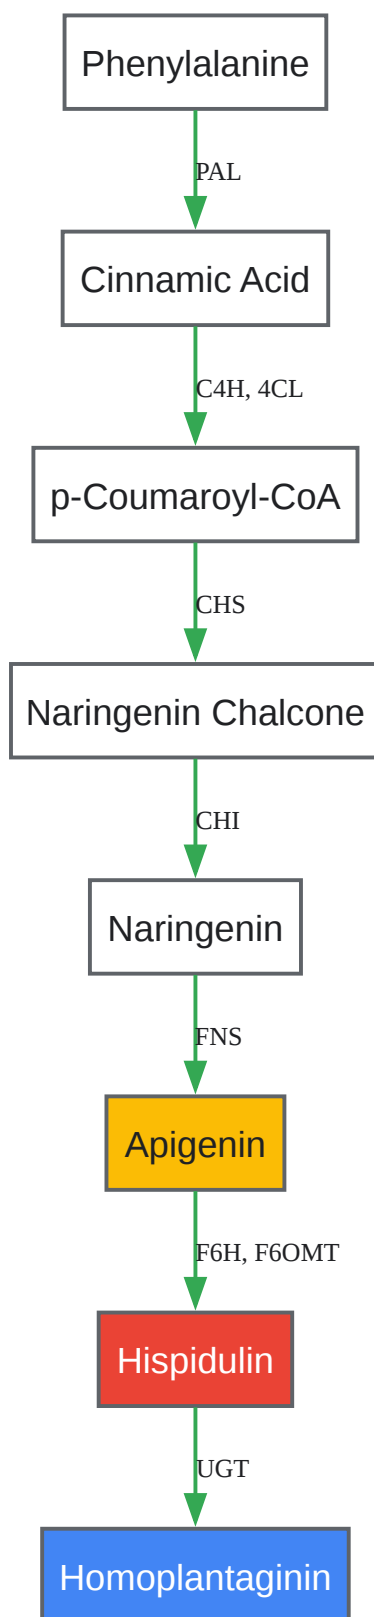 Phenylalanine
PAL
Cinnamic Acid
C4H, 4CL
p-Coumaroyl-CoA
CHS
Naringenin Chalcone
CHI
Naringenin
FNS
Apigenin
F6H, F6OMT
Hispidulin
UGT
Homoplantaginin